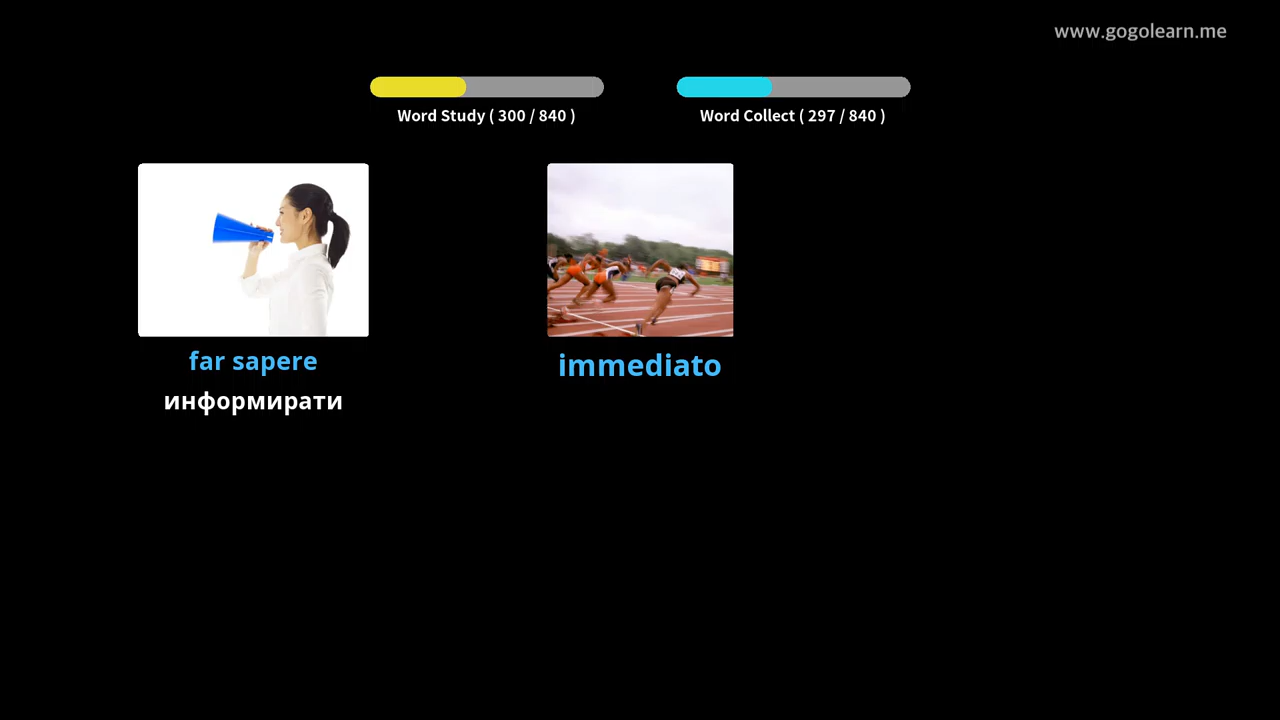 www.gogolearn.me
Word Study ( 300 / 840 )
Word Collect ( 297 / 840 )
far sapere
информирати
immediato